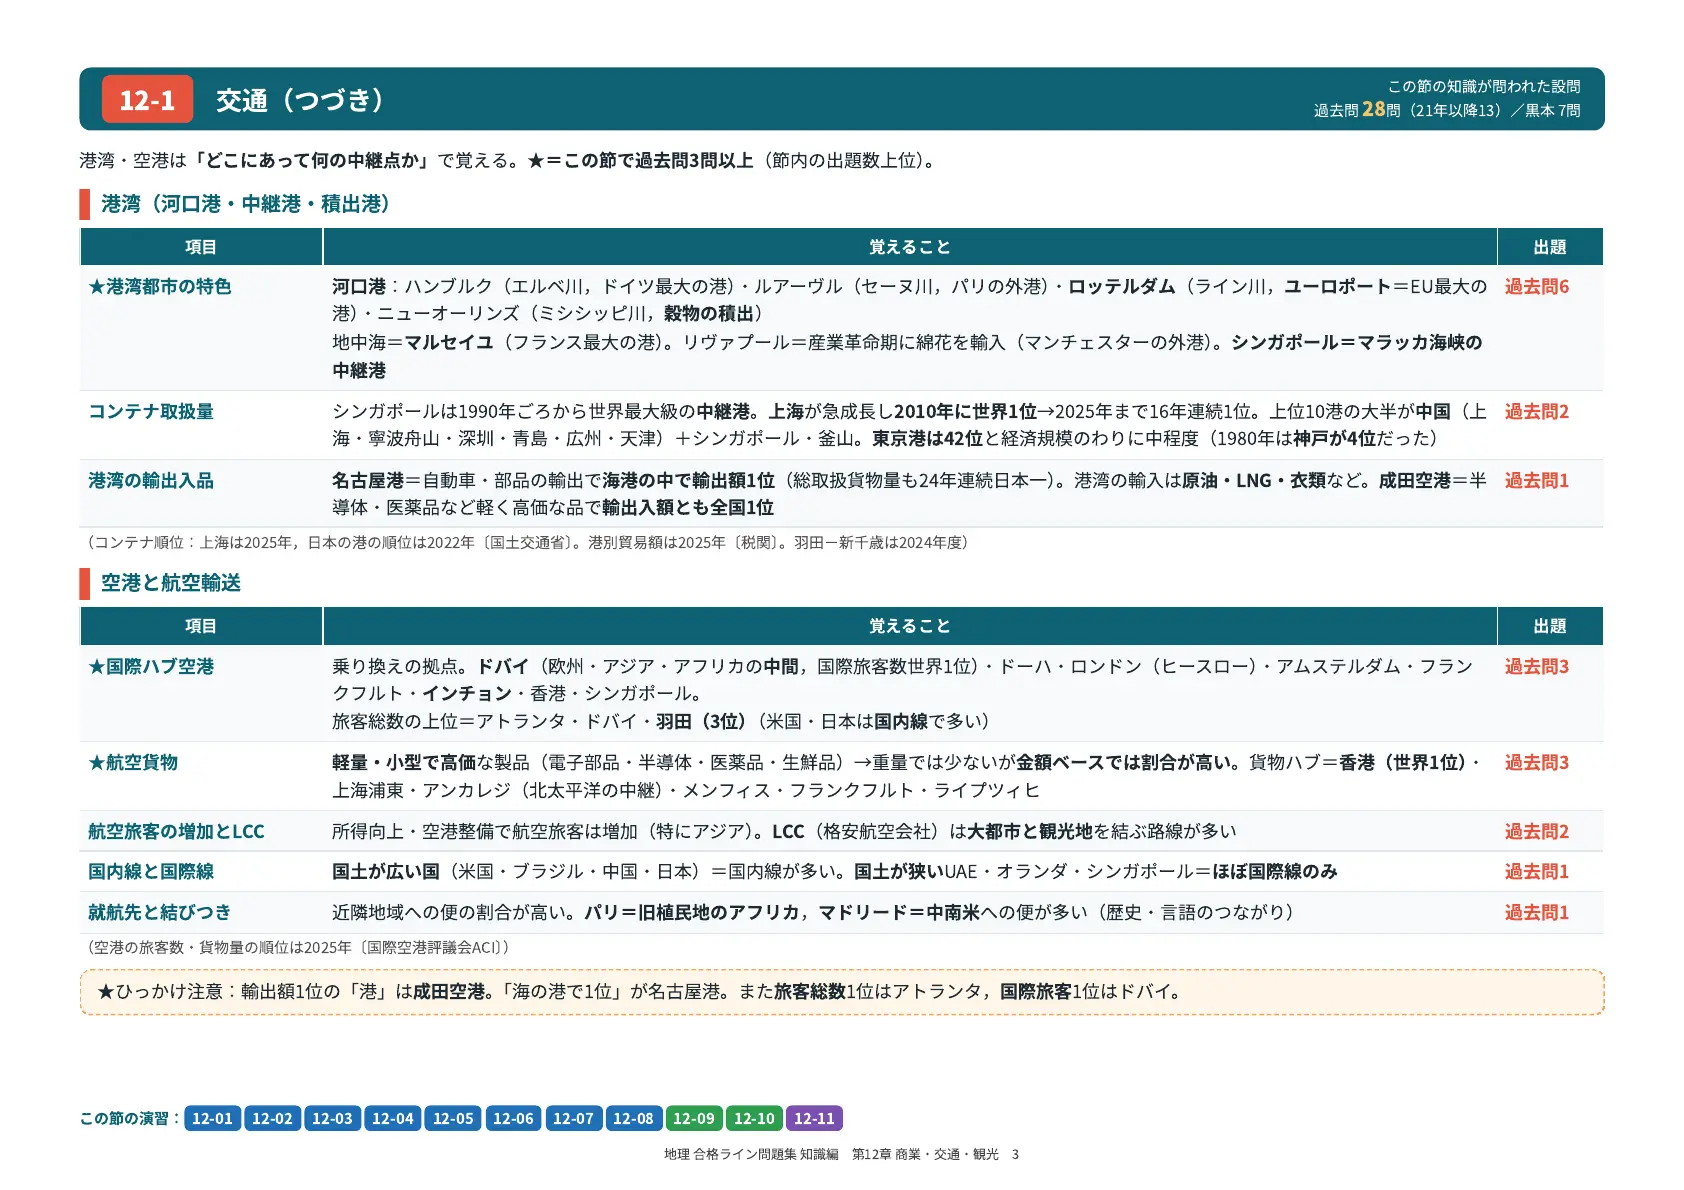 12-1 交通（つづき）
この節の知識が問われた設問
過去問28問（21年以降13）／黒本 7問
港湾・空港は「どこにあって何の中継点か」で覚える。★＝この節で過去問3問以上（節内の出題数上位）。
港湾（河口港・中継港・積出港）
項目 覚えること 出題
★港湾都市の特色 河口港：ハンブルク（エルベ川，ドイツ最大の港）・ルアーヴル（セーヌ川，パリの外港）・ロッテルダム（ライン川，ユーロポート＝EU最大の 過去問6
港）・ニューオーリンズ（ミシシッピ川，穀物の積出）
地中海＝マルセイユ（フランス最大の港）。リヴァプール＝産業革命期に綿花を輸入（マンチェスターの外港）。シンガポール＝マラッカ海峡の
中継港
コンテナ取扱量 シンガポールは1990年ごろから世界最大級の中継港。上海が急成長し2010年に世界1位→2025年まで16年連続1位。上位10港の大半が中国（上 過去問2
海・寧波舟山・深圳・青島・広州・天津）＋シンガポール・釜山。東京港は42位と経済規模のわりに中程度（1980年は神戸が4位だった）
港湾の輸出入品 名古屋港＝自動車・部品の輸出で海港の中で輸出額1位（総取扱貨物量も24年連続日本一）。港湾の輸入は原油・LNG・衣類など。成田空港＝半 過去問1
導体・医薬品など軽く高価な品で輸出入額とも全国1位
（コンテナ順位：上海は2025年，日本の港の順位は2022年〔国土交通省〕。港別貿易額は2025年〔税関〕。羽田－新千歳は2024年度）
空港と航空輸送
項目 覚えること 出題
★国際ハブ空港 乗り換えの拠点。ドバイ（欧州・アジア・アフリカの中間，国際旅客数世界1位）・ドーハ・ロンドン（ヒースロー）・アムステルダム・フラン 過去問3
クフルト・インチョン・香港・シンガポール。
旅客総数の上位＝アトランタ・ドバイ・羽田（3位）（米国・日本は国内線で多い）
★航空貨物 軽量・小型で高価な製品（電子部品・半導体・医薬品・生鮮品）→重量では少ないが金額ベースでは割合が高い。貨物ハブ＝香港（世界1位）・ 過去問3
上海浦東・アンカレジ（北太平洋の中継）・メンフィス・フランクフルト・ライプツィヒ
航空旅客の増加とLCC 所得向上・空港整備で航空旅客は増加（特にアジア）。LCC（格安航空会社）は大都市と観光地を結ぶ路線が多い 過去問2
国内線と国際線 国土が広い国（米国・ブラジル・中国・日本）＝国内線が多い。国土が狭いUAE・オランダ・シンガポール＝ほぼ国際線のみ 過去問1
就航先と結びつき 近隣地域への便の割合が高い。パリ＝旧植民地のアフリカ，マドリード＝中南米への便が多い（歴史・言語のつながり） 過去問1
（空港の旅客数・貨物量の順位は2025年〔国際空港評議会ACI〕）
★ひっかけ注意：輸出額1位の「港」は成田空港。「海の港で1位」が名古屋港。また旅客総数1位はアトランタ，国際旅客1位はドバイ。
この節の演習： 12-01 12-02 12-03 12-04 12-05 12-06 12-07 12-08 12-09 12-10 12-11
地理 合格ライン問題集 知識編 第12章 商業・交通・観光 3